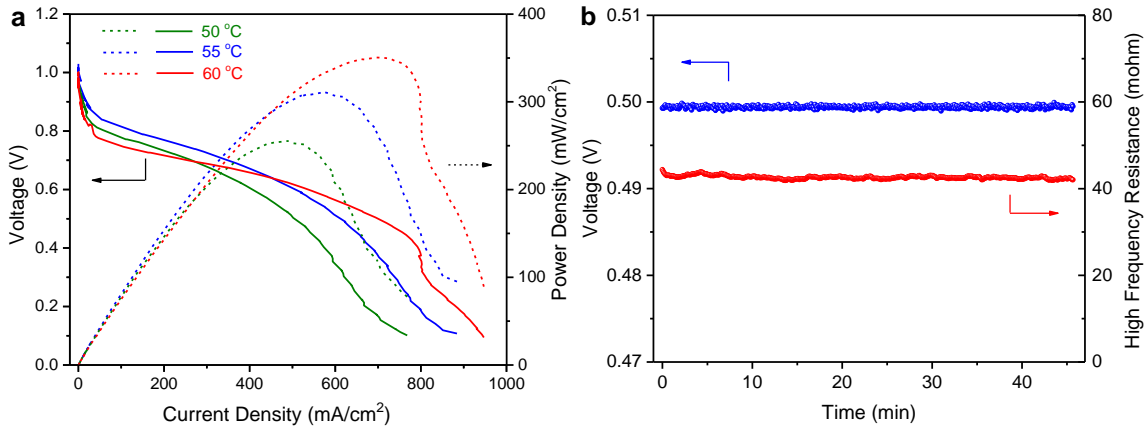 a
1.2
1.0
0.8
0.6
0.4
0.2
0.0
Voltage (V)
50 °C
55 °C
60 °C
400
300
200
100
0
Power Density (mW/cm²)
0 200 400 600 800 1000
Current Density (mA/cm²)
b
0.51
0.50
0.49
0.48
0.47
Voltage (V)
80
60
40
20
0
High Frequency Resistance (mohm)
0 10 20 30 40
Time (min)